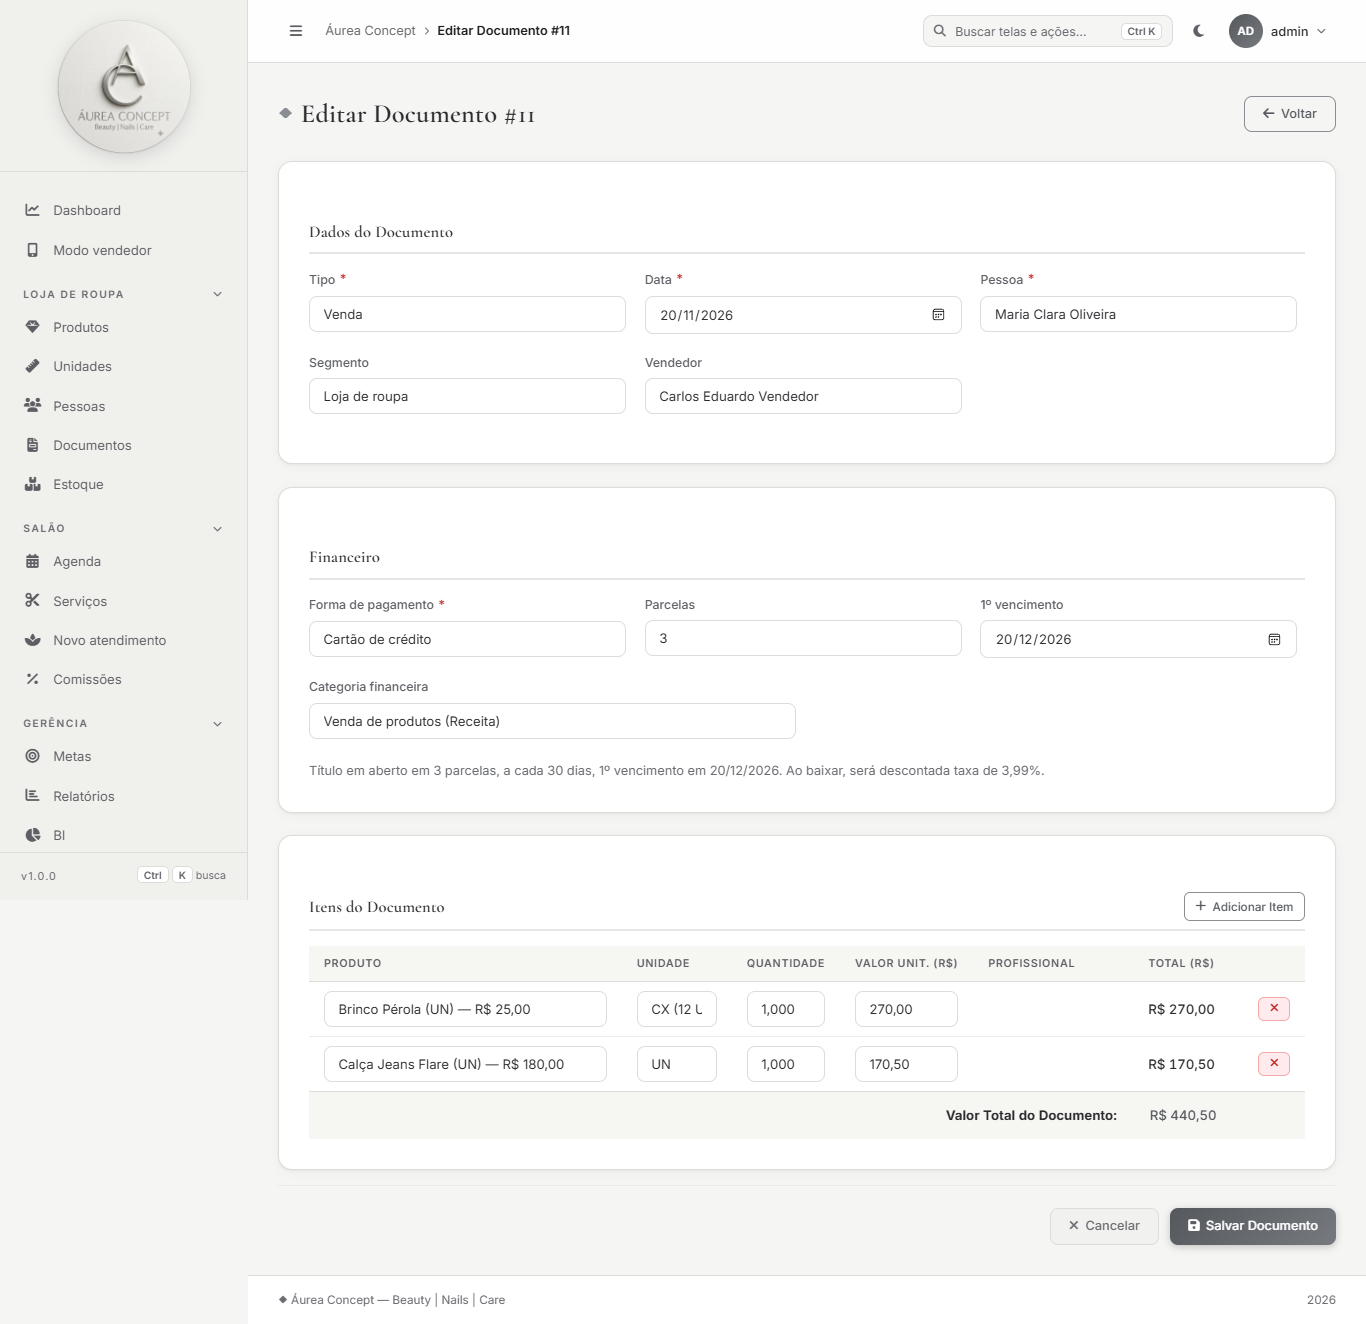 ÁUREA CONCEPT
Beauty | Nails | Care
Dashboard
Modo vendedor
LOJA DE ROUPA
Produtos
Unidades
Pessoas
Documentos
Estoque
SALÃO
Agenda
Serviços
Novo atendimento
Comissões
GERÊNCIA
Metas
Relatórios
BI
v1.0.0 Ctrl K busca
Áurea Concept › Editar Documento #11
Buscar telas e ações... Ctrl K
AD admin
Editar Documento #11
Voltar
Dados do Documento
Tipo * Data * Pessoa *
Venda 20/11/2026 Maria Clara Oliveira
Segmento Vendedor
Loja de roupa Carlos Eduardo Vendedor
Financeiro
Forma de pagamento * Parcelas 1º vencimento
Cartão de crédito 3 20/12/2026
Categoria financeira
Venda de produtos (Receita)
Título em aberto em 3 parcelas, a cada 30 dias, 1º vencimento em 20/12/2026. Ao baixar, será descontada taxa de 3,99%.
Itens do Documento
Adicionar Item
PRODUTO UNIDADE QUANTIDADE VALOR UNIT. (R$) PROFISSIONAL TOTAL (R$)
Brinco Pérola (UN) — R$ 25,00 CX (12 U 1,000 270,00 R$ 270,00
Calça Jeans Flare (UN) — R$ 180,00 UN 1,000 170,50 R$ 170,50
Valor Total do Documento: R$ 440,50
Cancelar Salvar Documento
Áurea Concept — Beauty | Nails | Care 2026